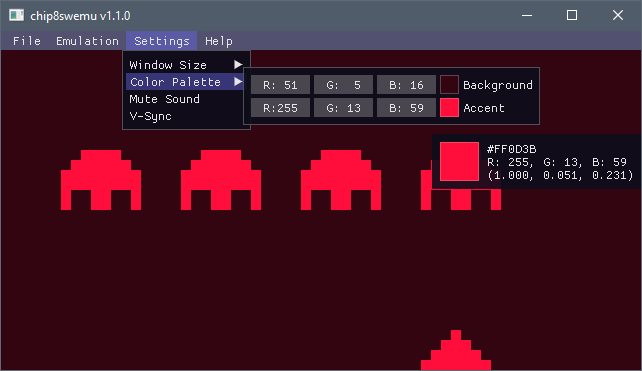 chip8swemu v1.1.0
File Emulation Settings Help
Window Size
Color Palette
Mute Sound
V-Sync
R: 51 G: 5 B: 16 Background
R:255 G: 13 B: 59 Accent
#FF0D3B
R: 255, G: 13, B: 59
(1.000, 0.051, 0.231)